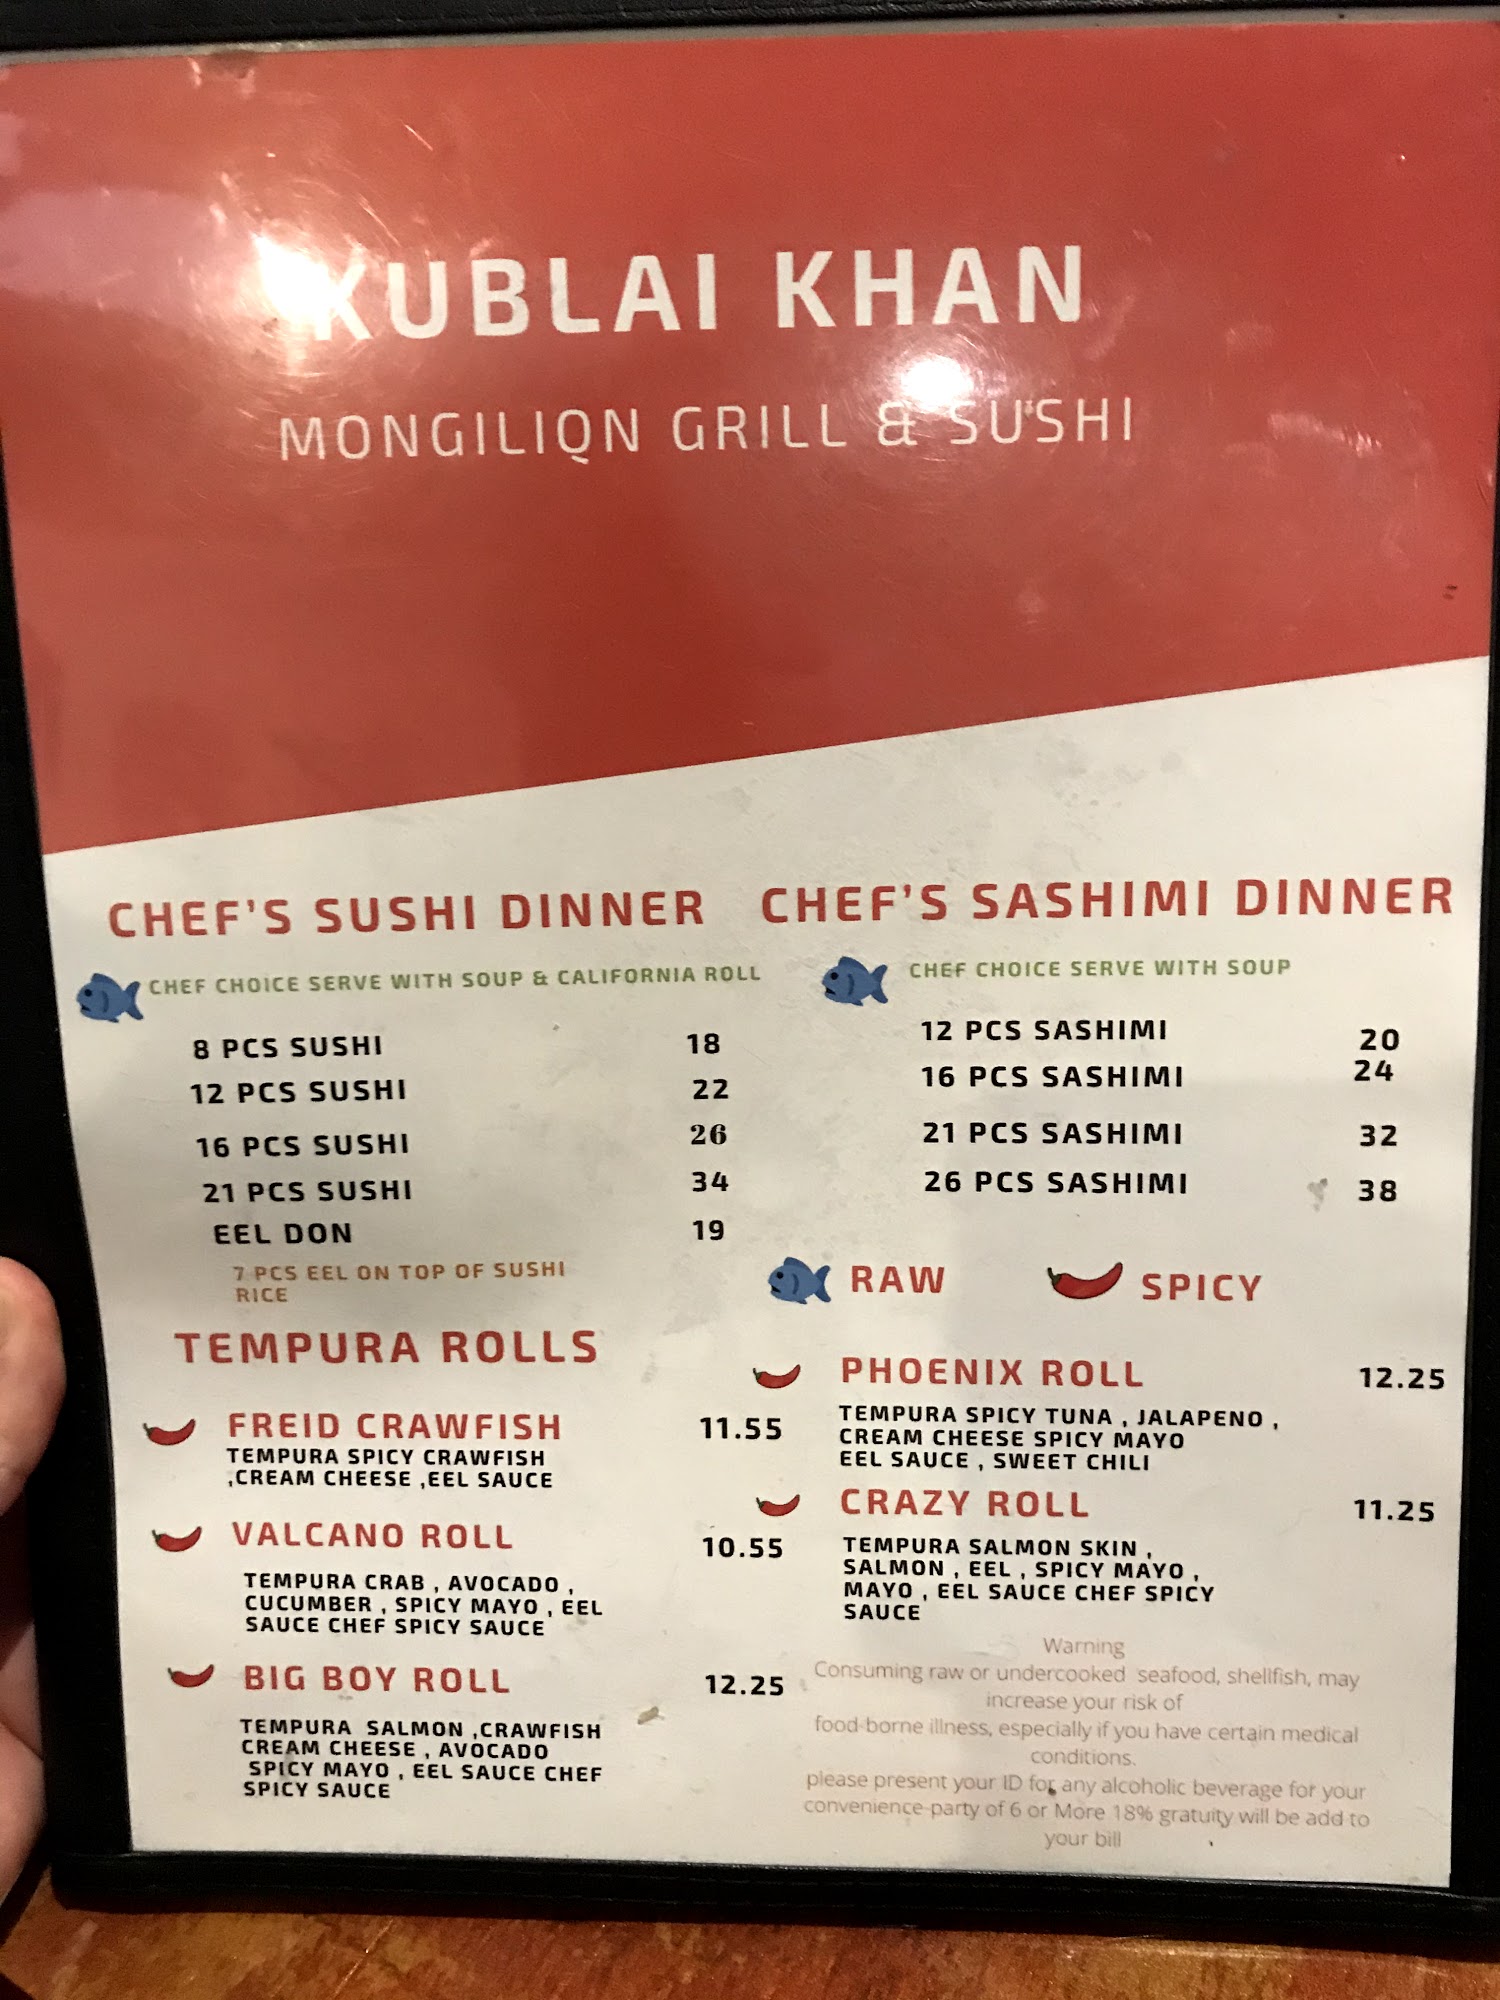 KUBLAI KHAN
MONGILIQN GRILL & SUSHI
CHEF'S SUSHI DINNER
CHEF CHOICE SERVE WITH SOUP & CALIFORNIA ROLL
8 PCS SUSHI 18
12 PCS SUSHI 22
16 PCS SUSHI 26
21 PCS SUSHI 34
EEL DON 19
7 PCS EEL ON TOP OF SUSHI
RICE
CHEF'S SASHIMI DINNER
CHEF CHOICE SERVE WITH SOUP
12 PCS SASHIMI 20
16 PCS SASHIMI 24
21 PCS SASHIMI 32
26 PCS SASHIMI 38
RAW SPICY
TEMPURA ROLLS
FREID CRAWFISH 11.55
TEMPURA SPICY CRAWFISH
,CREAM CHEESE ,EEL SAUCE
VALCANO ROLL 10.55
TEMPURA CRAB , AVOCADO ,
CUCUMBER , SPICY MAYO , EEL
SAUCE CHEF SPICY SAUCE
BIG BOY ROLL 12.25
TEMPURA SALMON ,CRAWFISH
CREAM CHEESE , AVOCADO
SPICY MAYO , EEL SAUCE CHEF
SPICY SAUCE
PHOENIX ROLL 12.25
TEMPURA SPICY TUNA , JALAPENO ,
CREAM CHEESE SPICY MAYO
EEL SAUCE , SWEET CHILI
CRAZY ROLL 11.25
TEMPURA SALMON SKIN ,
SALMON , EEL , SPICY MAYO ,
MAYO , EEL SAUCE CHEF SPICY
SAUCE
Warning
Consuming raw or undercooked seafood, shellfish, may
increase your risk of
food-borne illness, especially if you have certain medical
conditions.
please present your ID for any alcoholic beverage for your
convenience-party of 6 or More 18% gratuity will be add to
your bill